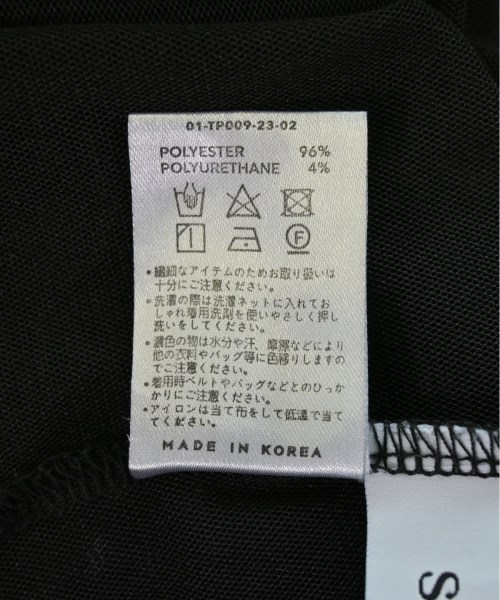 01-TP009-23-02
POLYESTER 96%
POLYURETHANE 4%
F
•繊細なアイテムのためお取り扱いは
十分にご注意ください。
•洗濯の際は洗濯ネットに入れてお
しゃれ着用洗剤を使いやさしく押し
洗いをしてください。
•濃色の物は水分や汗、摩擦などにより
他の衣料やバッグ等に色移りしますの
でご注意ください。
•着用時ベルトやバッグなどとのひっか
かりにご注意ください。
•アイロンは当て布をして低温で当て
てください。
MADE IN KOREA
S